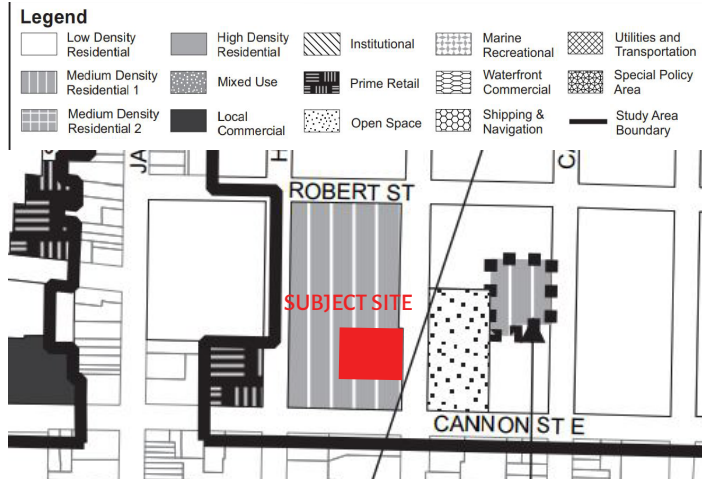 Legend
Low Density
Residential
High Density
Residential
Institutional
Marine
Recreational
Utilities and
Transportation
Medium Density
Residential 1
Mixed Use
Prime Retail
Waterfront
Commercial
Special Policy
Area
Medium Density
Residential 2
Local
Commercial
Open Space
Shipping &
Navigation
Study Area
Boundary
JA
H
CA
ROBERT ST
SUBJECT SITE
CANNON ST E